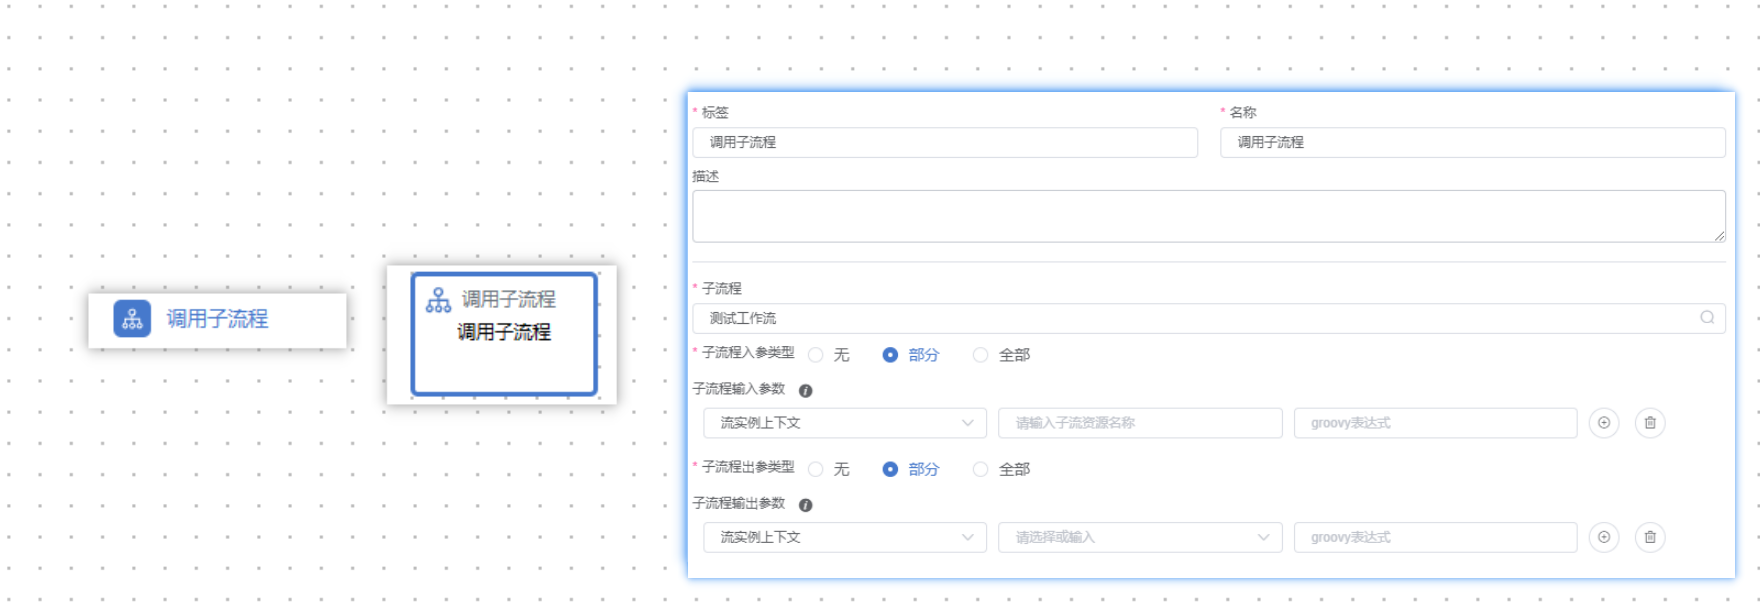 调用子流程
调用子流程
调用子流程
* 标签
* 名称
调用子流程
调用子流程
描述
* 子流程
测试工作流
* 子流程入参类型 无 部分 全部
子流程输入参数
流实例上下文 请输入子流资源名称 groovy表达式
* 子流程出参类型 无 部分 全部
子流程输出参数
流实例上下文 请选择或输入 groovy表达式